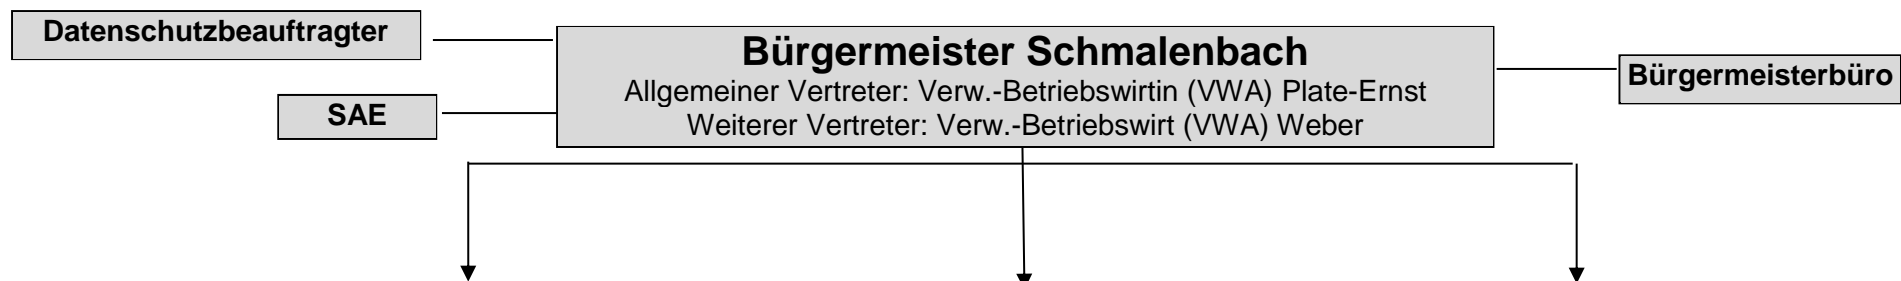 Datenschutzbeauftragter
Bürgermeister Schmalenbach
Allgemeiner Vertreter: Verw.-Betriebswirtin (VWA) Plate-Ernst
Weiterer Vertreter: Verw.-Betriebswirt (VWA) Weber
Bürgermeisterbüro
SAE